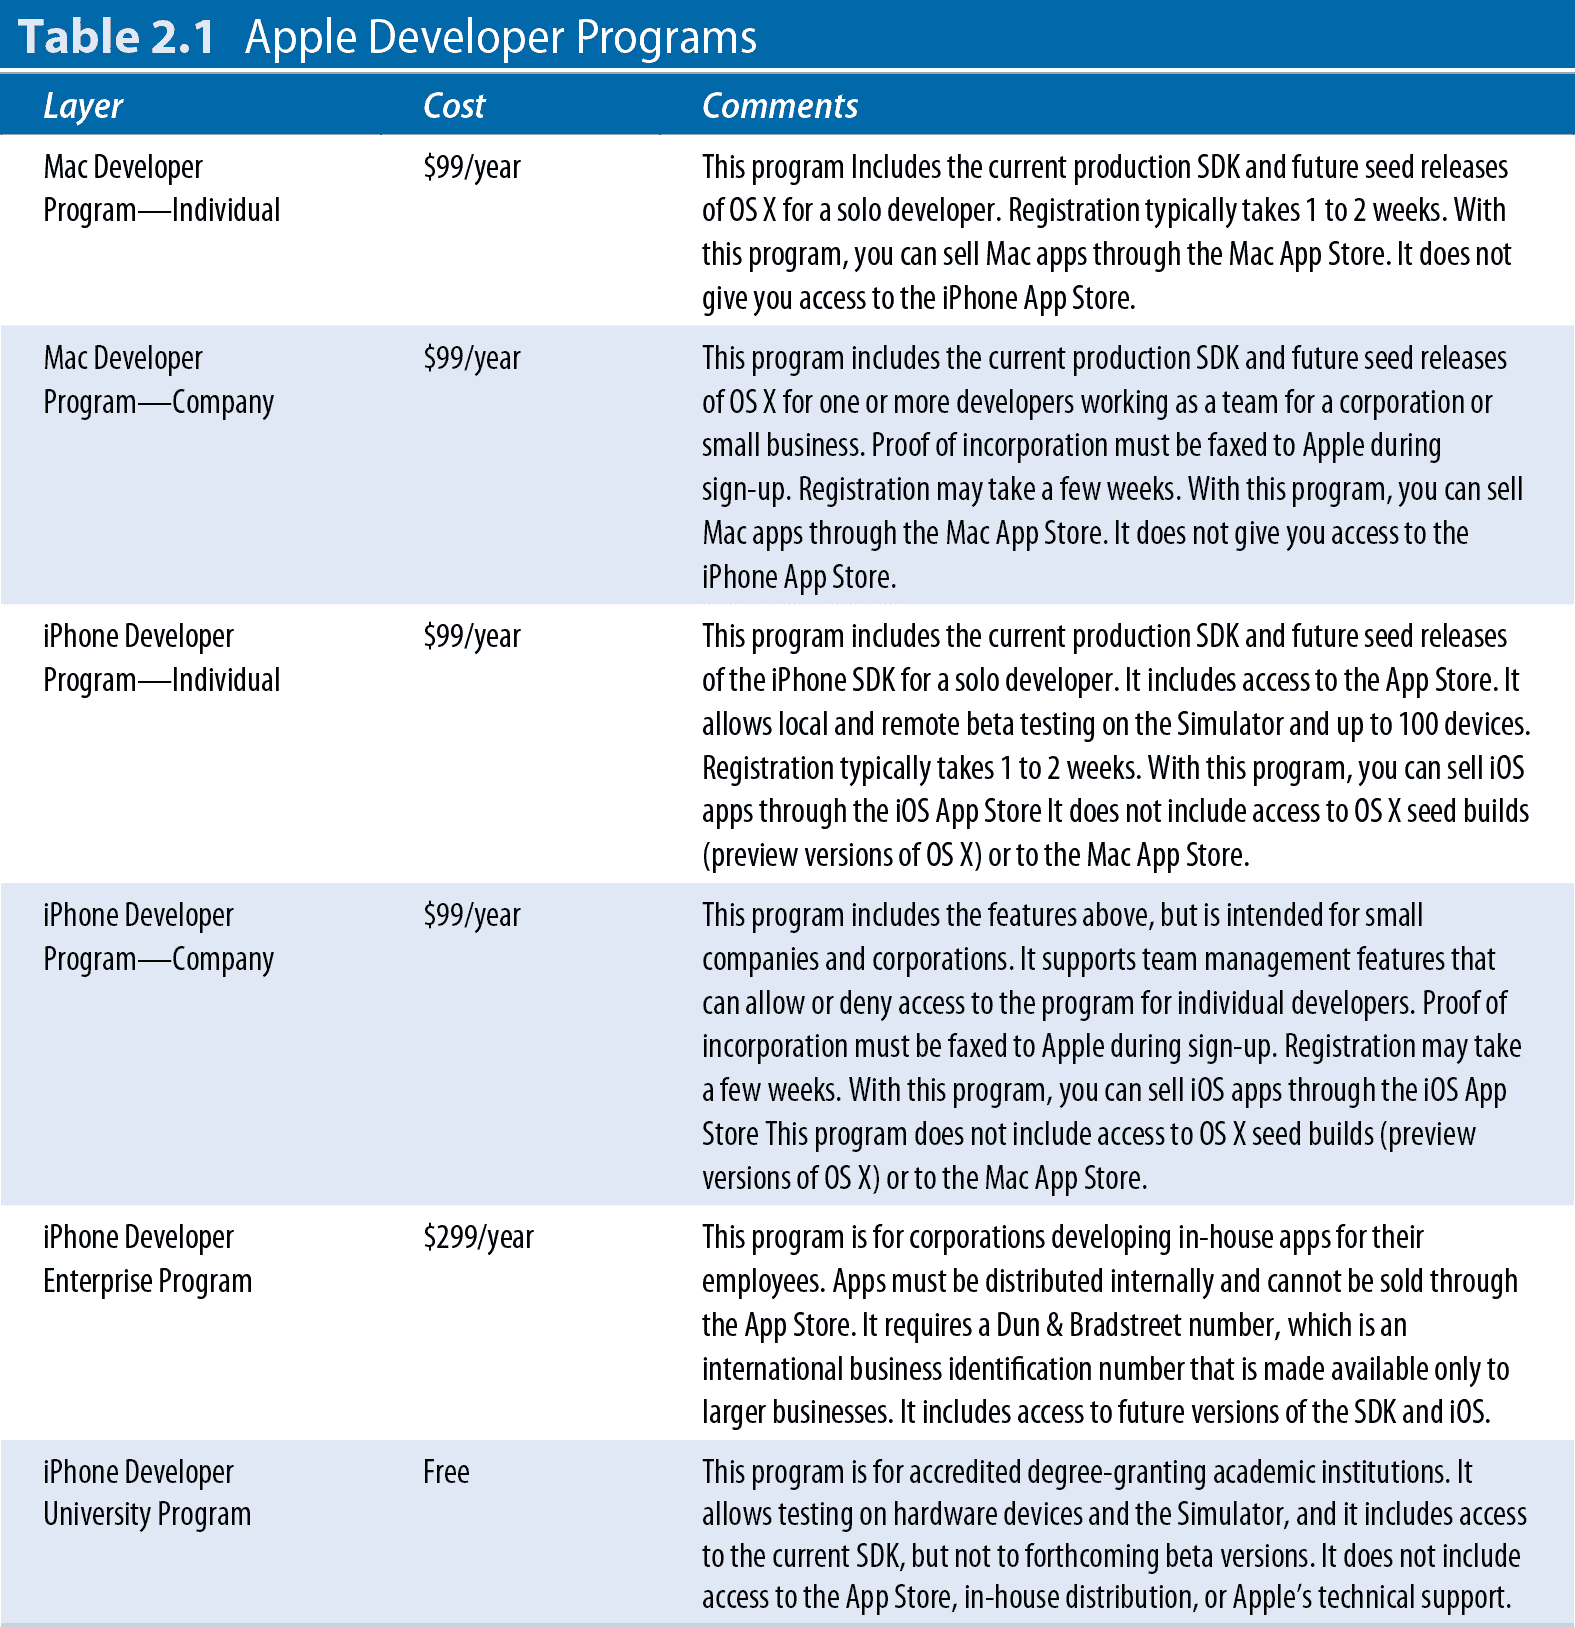 Table 2.1 Apple Developer Programs
Layer Cost Comments
Mac Developer $99/year This program Includes the current production SDK and future seed releases
Program—Individual of OS X for a solo developer. Registration typically takes 1 to 2 weeks. With
this program, you can sell Mac apps through the Mac App Store. It does not
give you access to the iPhone App Store.
Mac Developer $99/year This program includes the current production SDK and future seed releases
Program—Company of OS X for one or more developers working as a team for a corporation or
small business. Proof of incorporation must be faxed to Apple during
sign-up. Registration may take a few weeks. With this program, you can sell
Mac apps through the Mac App Store. It does not give you access to the
iPhone App Store.
iPhone Developer $99/year This program includes the current production SDK and future seed releases
Program—Individual of the iPhone SDK for a solo developer. It includes access to the App Store. It
allows local and remote beta testing on the Simulator and up to 100 devices.
Registration typically takes 1 to 2 weeks. With this program, you can sell iOS
apps through the iOS App Store It does not include access to OS X seed builds
(preview versions of OS X) or to the Mac App Store.
iPhone Developer $99/year This program includes the features above, but is intended for small
Program—Company companies and corporations. It supports team management features that
can allow or deny access to the program for individual developers. Proof of
incorporation must be faxed to Apple during sign-up. Registration may take
a few weeks. With this program, you can sell iOS apps through the iOS App
Store This program does not include access to OS X seed builds (preview
versions of OS X) or to the Mac App Store.
iPhone Developer $299/year This program is for corporations developing in-house apps for their
Enterprise Program employees. Apps must be distributed internally and cannot be sold through
the App Store. It requires a Dun & Bradstreet number, which is an
international business identification number that is made available only to
larger businesses. It includes access to future versions of the SDK and iOS.
iPhone Developer Free This program is for accredited degree-granting academic institutions. It
University Program allows testing on hardware devices and the Simulator, and it includes access
to the current SDK, but not to forthcoming beta versions. It does not include
access to the App Store, in-house distribution, or Apple’s technical support.